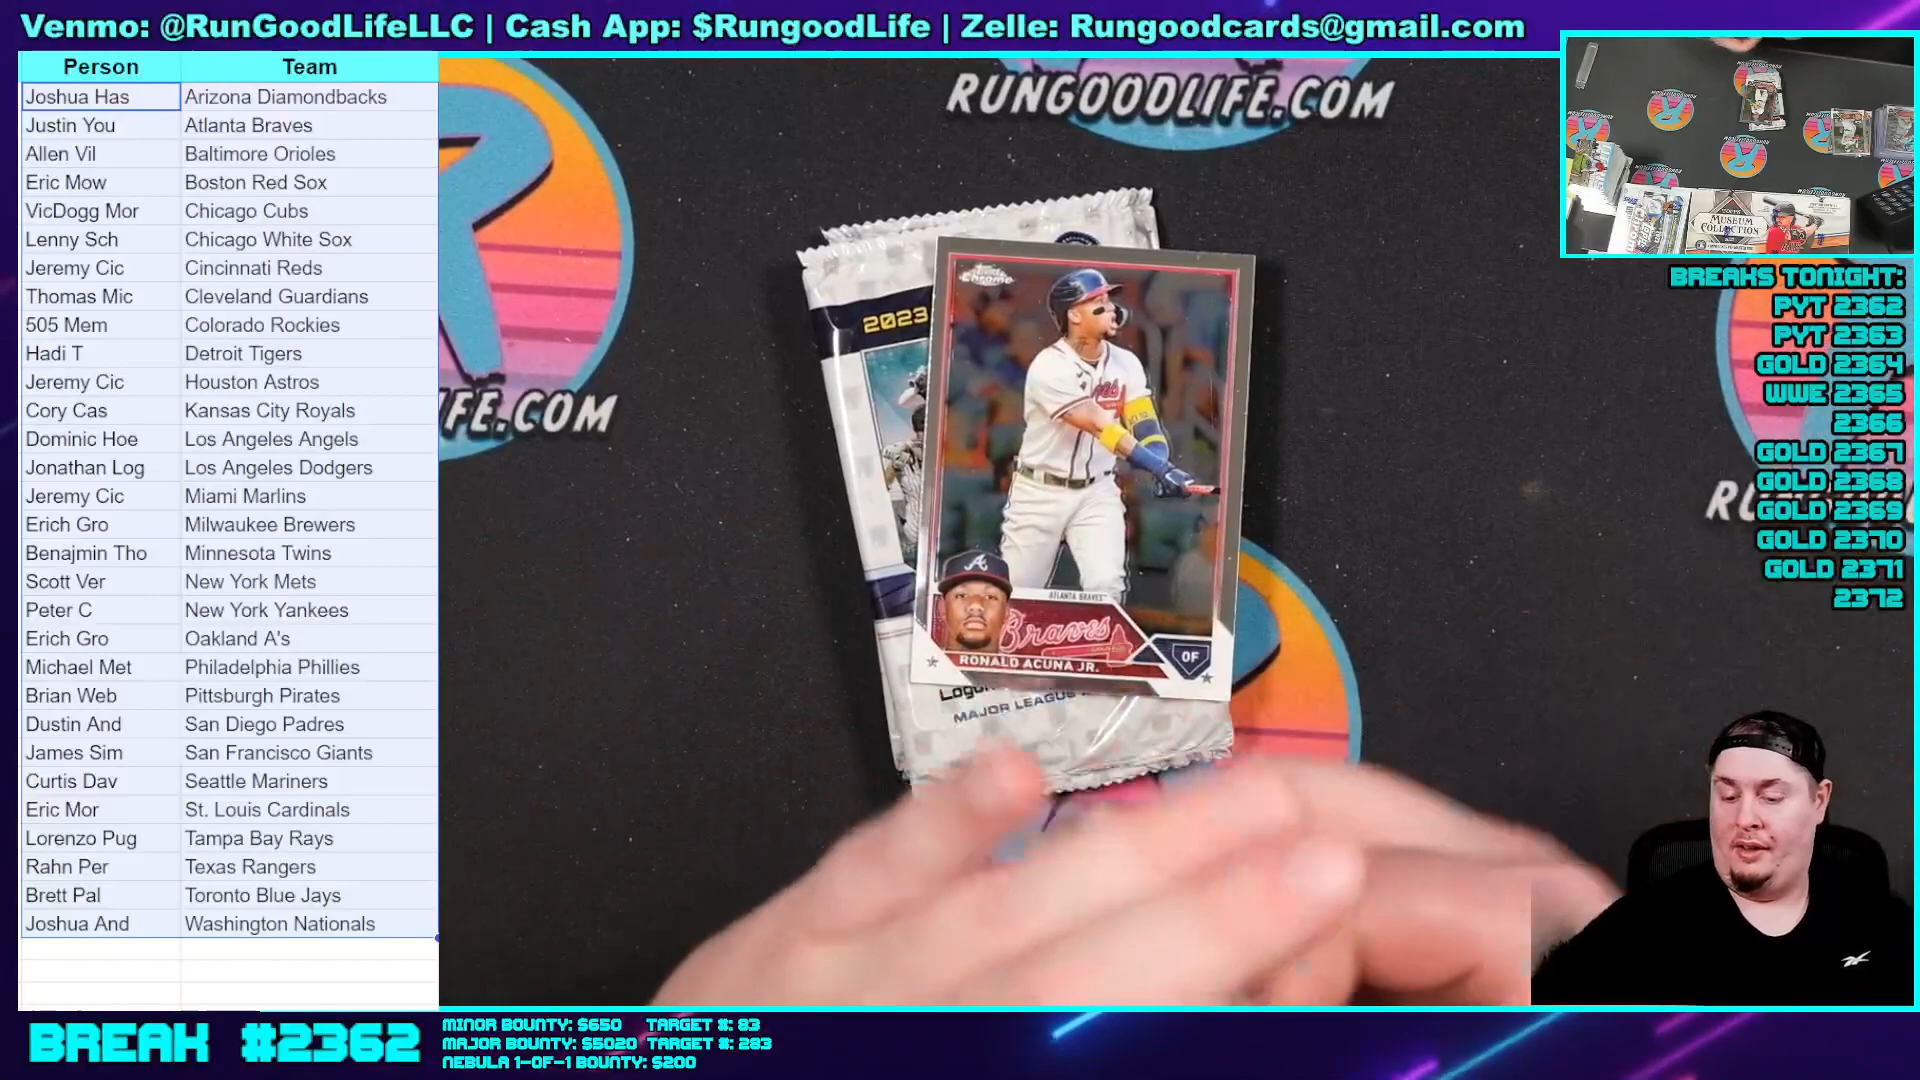 Venmo: @RunGoodLifeLLC | Cash App: $RungoodLife | Zelle: Rungoodcards@gmail.com
Person Team
Joshua Has Arizona Diamondbacks
Justin You Atlanta Braves
Allen Vil Baltimore Orioles
Eric Mow Boston Red Sox
VicDogg Mor Chicago Cubs
Lenny Sch Chicago White Sox
Jeremy Cic Cincinnati Reds
Thomas Mic Cleveland Guardians
505 Mem Colorado Rockies
Hadi T Detroit Tigers
Jeremy Cic Houston Astros
Cory Cas Kansas City Royals
Dominic Hoe Los Angeles Angels
Jonathan Log Los Angeles Dodgers
Jeremy Cic Miami Marlins
Erich Gro Milwaukee Brewers
Benajmin Tho Minnesota Twins
Scott Ver New York Mets
Peter C New York Yankees
Erich Gro Oakland A's
Michael Met Philadelphia Phillies
Brian Web Pittsburgh Pirates
Dustin And San Diego Padres
James Sim San Francisco Giants
Curtis Dav Seattle Mariners
Eric Mor St. Louis Cardinals
Lorenzo Pug Tampa Bay Rays
Rahn Per Texas Rangers
Brett Pal Toronto Blue Jays
Joshua And Washington Nationals
RUNGOODLIFE.COM
FE.COM
2023
Chrome
ATLANTA BRAVES
Braves
RONALD ACUNA JR.
OF
MAJOR LEAGUE
MUSEUM
COLLECTION
BREAKS TONIGHT:
PYT 2362
PYT 2363
GOLD 2364
WWE 2365
2366
GOLD 2367
GOLD 2368
GOLD 2369
GOLD 2370
GOLD 2371
2372
BREAK #2362
MINOR BOUNTY: $650 TARGET #: 83
MAJOR BOUNTY: $5020 TARGET #: 283
NEBULA 1-OF-1 BOUNTY: $200